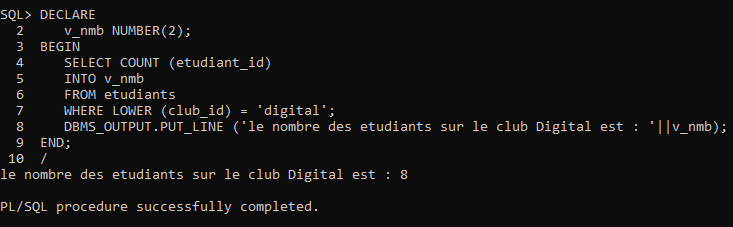 SQL> DECLARE
  2     v_nmb NUMBER(2);
  3  BEGIN
  4     SELECT COUNT (etudiant_id)
  5     INTO v_nmb
  6     FROM etudiants
  7     WHERE LOWER (club_id) = 'digital';
  8     DBMS_OUTPUT.PUT_LINE ('le nombre des etudiants sur le club Digital est : '||v_nmb);
  9  END;
 10  /
le nombre des etudiants sur le club Digital est : 8

PL/SQL procedure successfully completed.